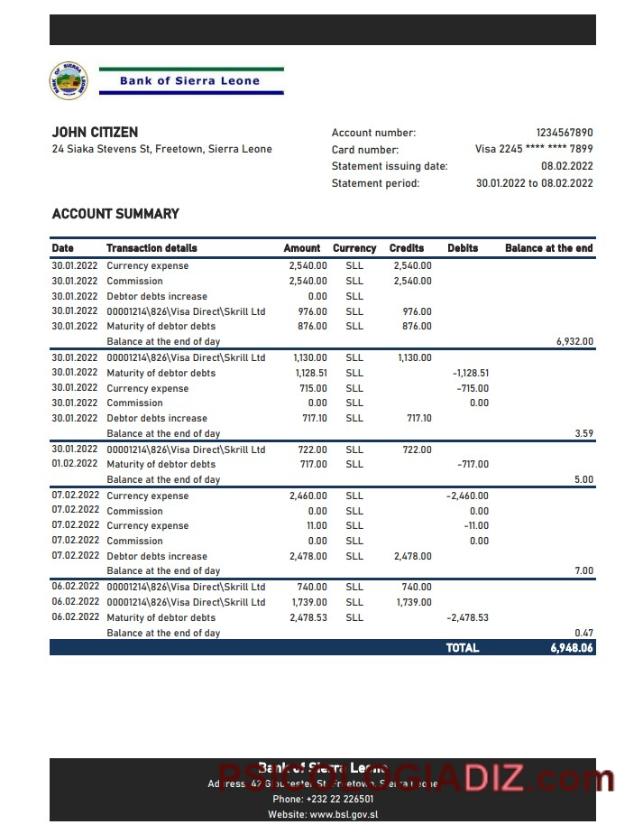 BANK OF SIERRA LEONE
Bank of Sierra Leone
JOHN CITIZEN
24 Siaka Stevens St, Freetown, Sierra Leone
Account number: 1234567890
Card number: Visa 2245 **** **** 7899
Statement issuing date: 08.02.2022
Statement period: 30.01.2022 to 08.02.2022
ACCOUNT SUMMARY
Date Transaction details Amount Currency Credits Debits Balance at the end
30.01.2022 Currency expense 2,540.00 SLL 2,540.00
30.01.2022 Commission 2,540.00 SLL 2,540.00
30.01.2022 Debtor debts increase 0.00 SLL
30.01.2022 00001214\826\Visa Direct\Skrill Ltd 976.00 SLL 976.00
30.01.2022 Maturity of debtor debts 876.00 SLL 876.00
Balance at the end of day 6,932.00
30.01.2022 00001214\826\Visa Direct\Skrill Ltd 1,130.00 SLL 1,130.00
30.01.2022 Maturity of debtor debts 1,128.51 SLL -1,128.51
30.01.2022 Currency expense 715.00 SLL -715.00
30.01.2022 Commission 0.00 SLL 0.00
30.01.2022 Debtor debts increase 717.10 SLL 717.10
Balance at the end of day 3.59
30.01.2022 00001214\826\Visa Direct\Skrill Ltd 722.00 SLL 722.00
01.02.2022 Maturity of debtor debts 717.00 SLL -717.00
Balance at the end of day 5.00
07.02.2022 Currency expense 2,460.00 SLL -2,460.00
07.02.2022 Commission 0.00 SLL 0.00
07.02.2022 Currency expense 11.00 SLL -11.00
07.02.2022 Commission 0.00 SLL 0.00
07.02.2022 Debtor debts increase 2,478.00 SLL 2,478.00
Balance at the end of day 7.00
06.02.2022 00001214\826\Visa Direct\Skrill Ltd 740.00 SLL 740.00
06.02.2022 00001214\826\Visa Direct\Skrill Ltd 1,739.00 SLL 1,739.00
06.02.2022 Maturity of debtor debts 2,478.53 SLL -2,478.53
Balance at the end of day 0.47
TOTAL 6,948.06
Bank of Sierra Leone
PSICOLOGIADIZ.com
Address: Gloucester St, Freetown, Sierra Leone
Phone: +232 22 226501
Website: www.bsl.gov.sl